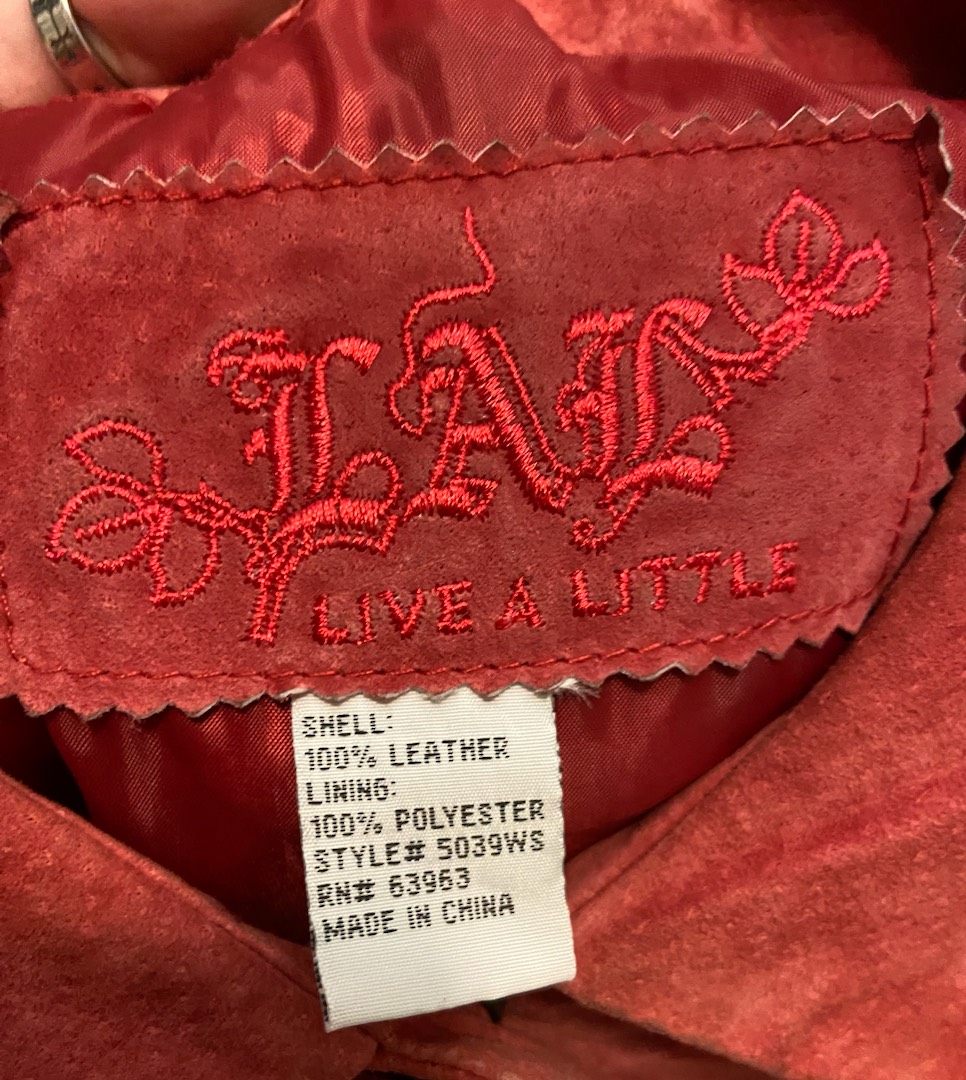 LAL
LIVE A LITTLE
SHELL:
100% LEATHER
LINING:
100% POLYESTER
STYLE# 5039WS
RN# 63963
MADE IN CHINA